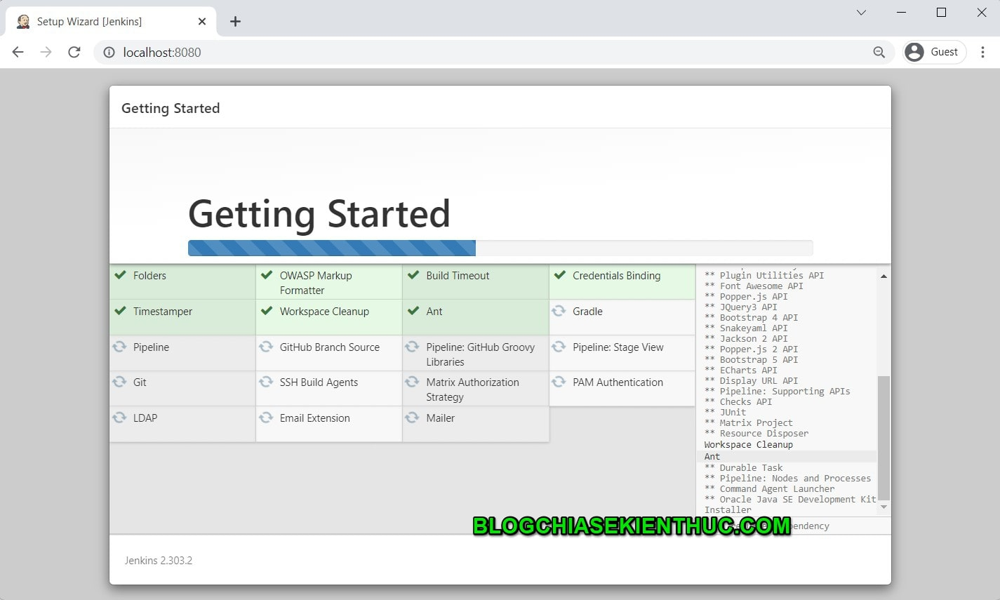 Setup Wizard [Jenkins]
localhost:8080
Guest
Getting Started
Getting Started
Folders
OWASP Markup
Formatter
Build Timeout
Credentials Binding
Timestamper
Workspace Cleanup
Ant
Gradle
Pipeline
GitHub Branch Source
Pipeline: GitHub Groovy
Libraries
Pipeline: Stage View
Git
SSH Build Agents
Matrix Authorization
Strategy
PAM Authentication
LDAP
Email Extension
Mailer
** Plugin Utilities API
** Font Awesome API
** Popper.js API
** JQuery3 API
** Bootstrap 4 API
** Snakeyaml API
** Jackson 2 API
** Popper.js 2 API
** Bootstrap 5 API
** ECharts API
** Display URL API
** Pipeline: Supporting APIs
** Checks API
** JUnit
** Matrix Project
** Resource Disposer
Workspace Cleanup
Ant
** Durable Task
** Pipeline: Nodes and Processes
** Command Agent Launcher
** Oracle Java SE Development Kit
Installer
BLOGCHIASEKIENTHUC.COM
Jenkins 2.303.2